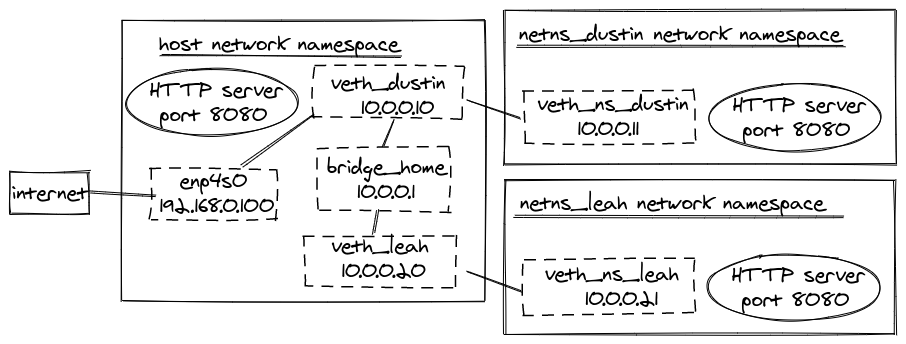 host network namespace
HTTP server
port 8080
veth_dustin
10.0.0.10
bridge_home
10.0.0.1
enp4s0
192.168.0.100
internet
veth_leah
10.0.0.20
netns_dustin network namespace
veth_ns_dustin
10.0.0.11
HTTP server
port 8080
netns_leah network namespace
veth_ns_leah
10.0.0.21
HTTP server
port 8080